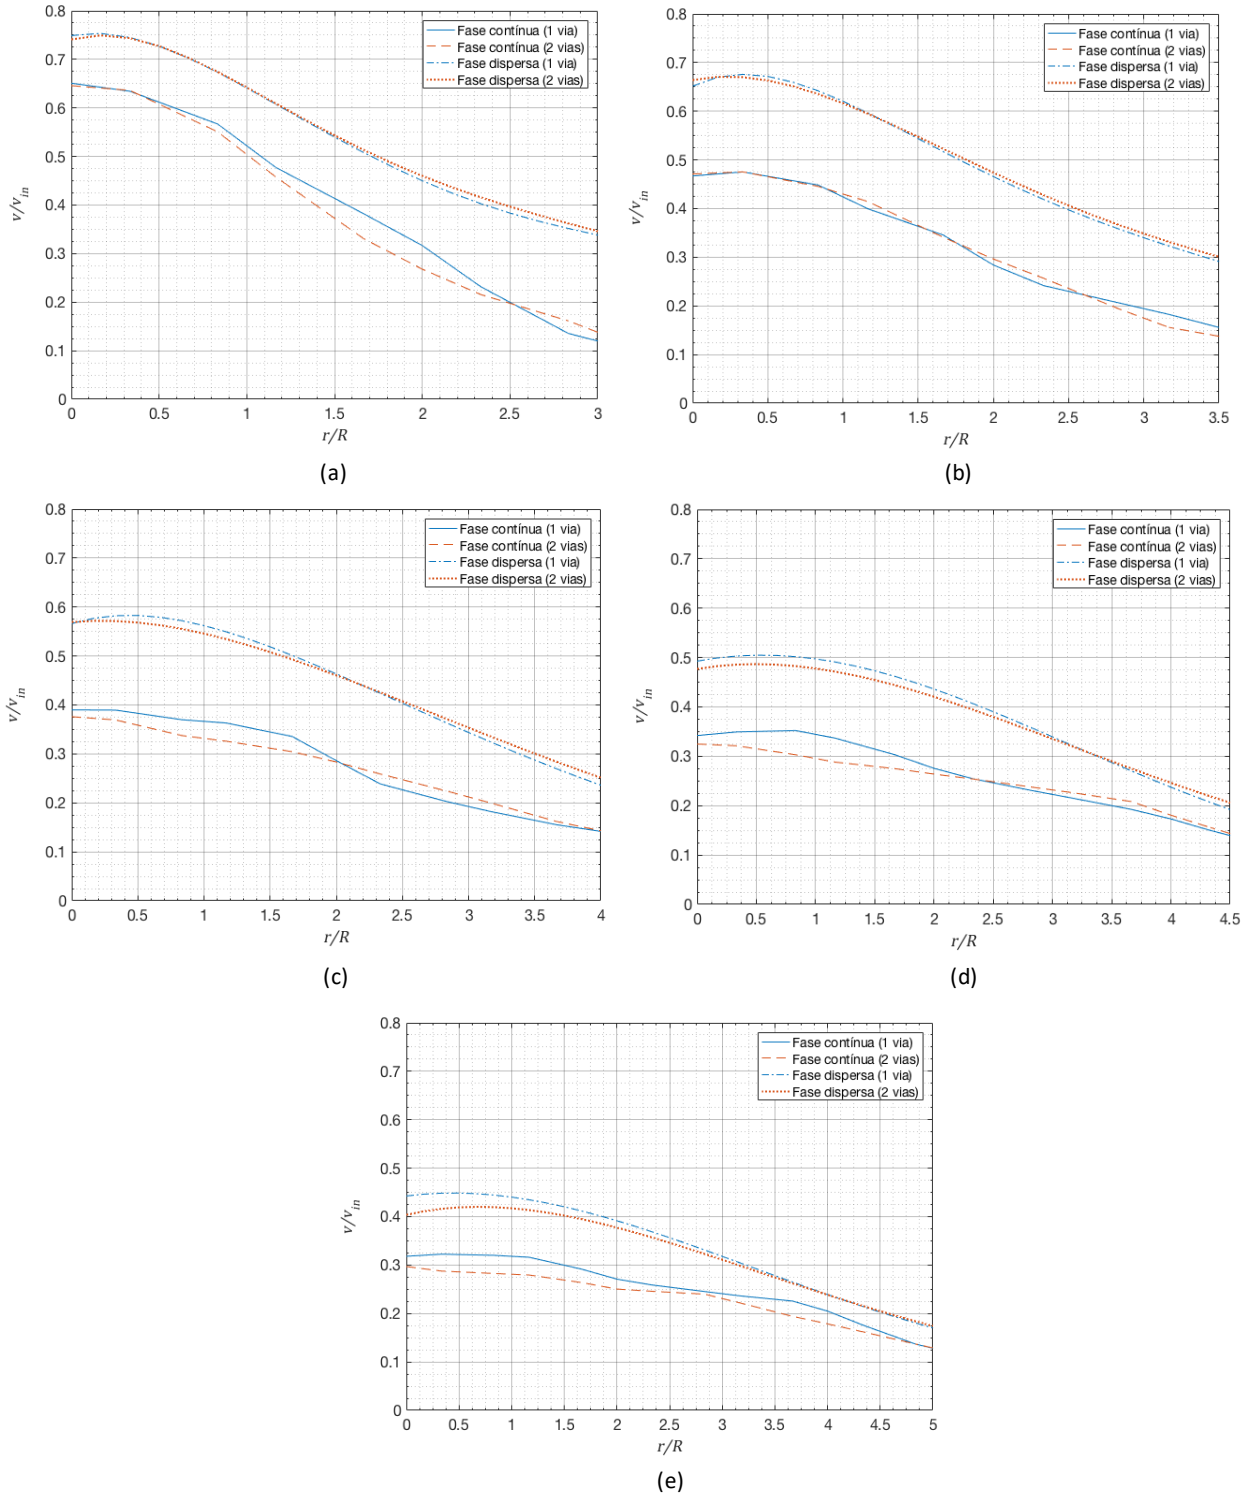 0.8
0.7
0.6
0.5
0.4
0.3
0.2
0.1
0
v/v_in
Fase contínua (1 via)
Fase contínua (2 vias)
Fase dispersa (1 via)
Fase dispersa (2 vias)
0 0.5 1 1.5 2 2.5 3
r/R
(a)
0.8
0.7
0.6
0.5
0.4
0.3
0.2
0.1
0
v/v_in
Fase contínua (1 via)
Fase contínua (2 vias)
Fase dispersa (1 via)
Fase dispersa (2 vias)
0 0.5 1 1.5 2 2.5 3 3.5
r/R
(b)
0.8
0.7
0.6
0.5
0.4
0.3
0.2
0.1
0
v/v_in
Fase contínua (1 via)
Fase contínua (2 vias)
Fase dispersa (1 via)
Fase dispersa (2 vias)
0 0.5 1 1.5 2 2.5 3 3.5 4
r/R
(c)
0.8
0.7
0.6
0.5
0.4
0.3
0.2
0.1
0
v/v_in
Fase contínua (1 via)
Fase contínua (2 vias)
Fase dispersa (1 via)
Fase dispersa (2 vias)
0 0.5 1 1.5 2 2.5 3 3.5 4 4.5
r/R
(d)
0.8
0.7
0.6
0.5
0.4
0.3
0.2
0.1
0
v/v_in
Fase contínua (1 via)
Fase contínua (2 vias)
Fase dispersa (1 via)
Fase dispersa (2 vias)
0 0.5 1 1.5 2 2.5 3 3.5 4 4.5 5
r/R
(e)